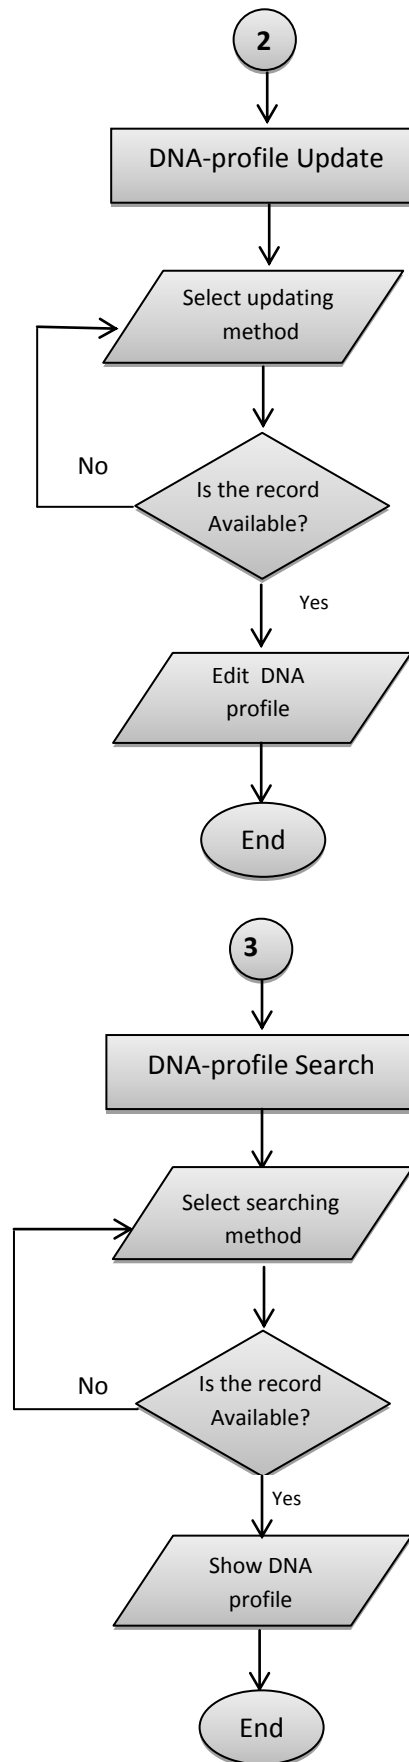 2
DNA-profile Update
Select updating
method
No
Is the record
Available?
Yes
Edit DNA
profile
End
3
DNA-profile Search
Select searching
method
No
Is the record
Available?
Yes
Show DNA
profile
End